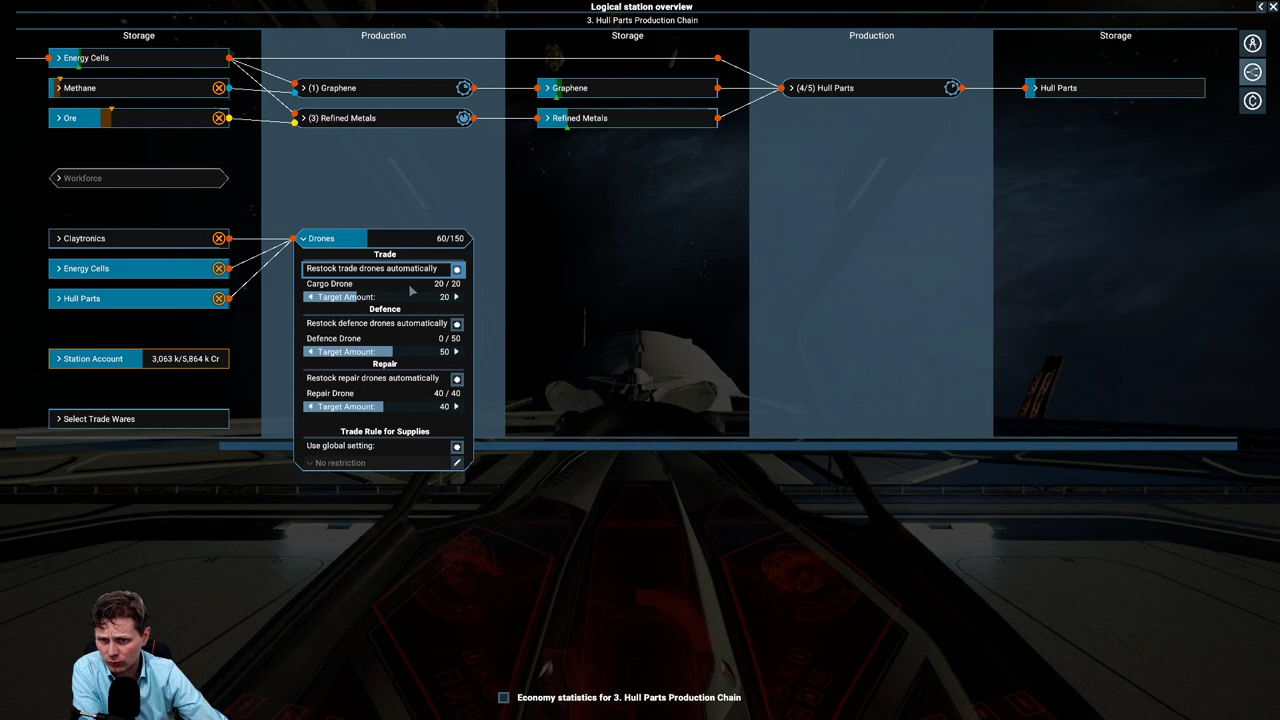 Logical station overview
3. Hull Parts Production Chain
Storage
Production
Storage
Production
Storage
Energy Cells
Methane
(1) Graphene
Graphene
(4/5) Hull Parts
Hull Parts
Ore
(3) Refined Metals
Refined Metals
Workforce
Claytronics
Drones 60/150
Trade
Energy Cells
Restock trade drones automatically
Cargo Drone 20 / 20
Hull Parts
Target Amount: 20
Defence
Restock defence drones automatically
Defence Drone 0 / 50
Station Account 3,063 k/5,864 k Cr
Target Amount: 50
Repair
Restock repair drones automatically
Repair Drone 40 / 40
Target Amount: 40
Select Trade Wares
Trade Rule for Supplies
Use global setting:
No restriction
Economy statistics for 3. Hull Parts Production Chain
A
C